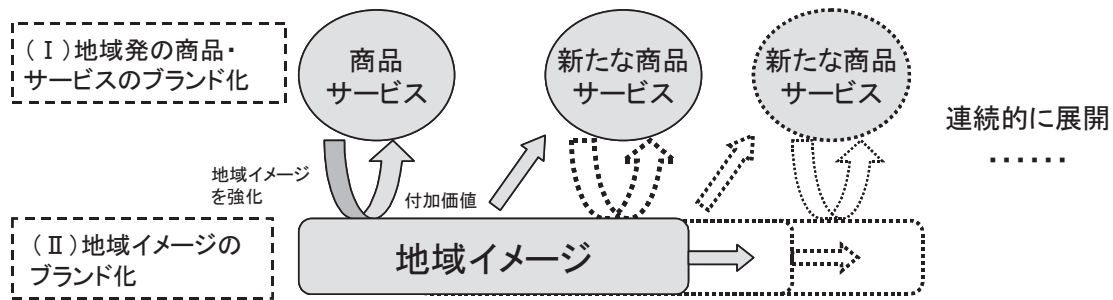 (Ⅰ)地域発の商品・
サービスのブランド化
商品
サービス
新たな商品
サービス
新たな商品
サービス
連続的に展開
・・・・・・
地域イメージ
を強化
付加価値
(Ⅱ)地域イメージの
ブランド化
地域イメージ